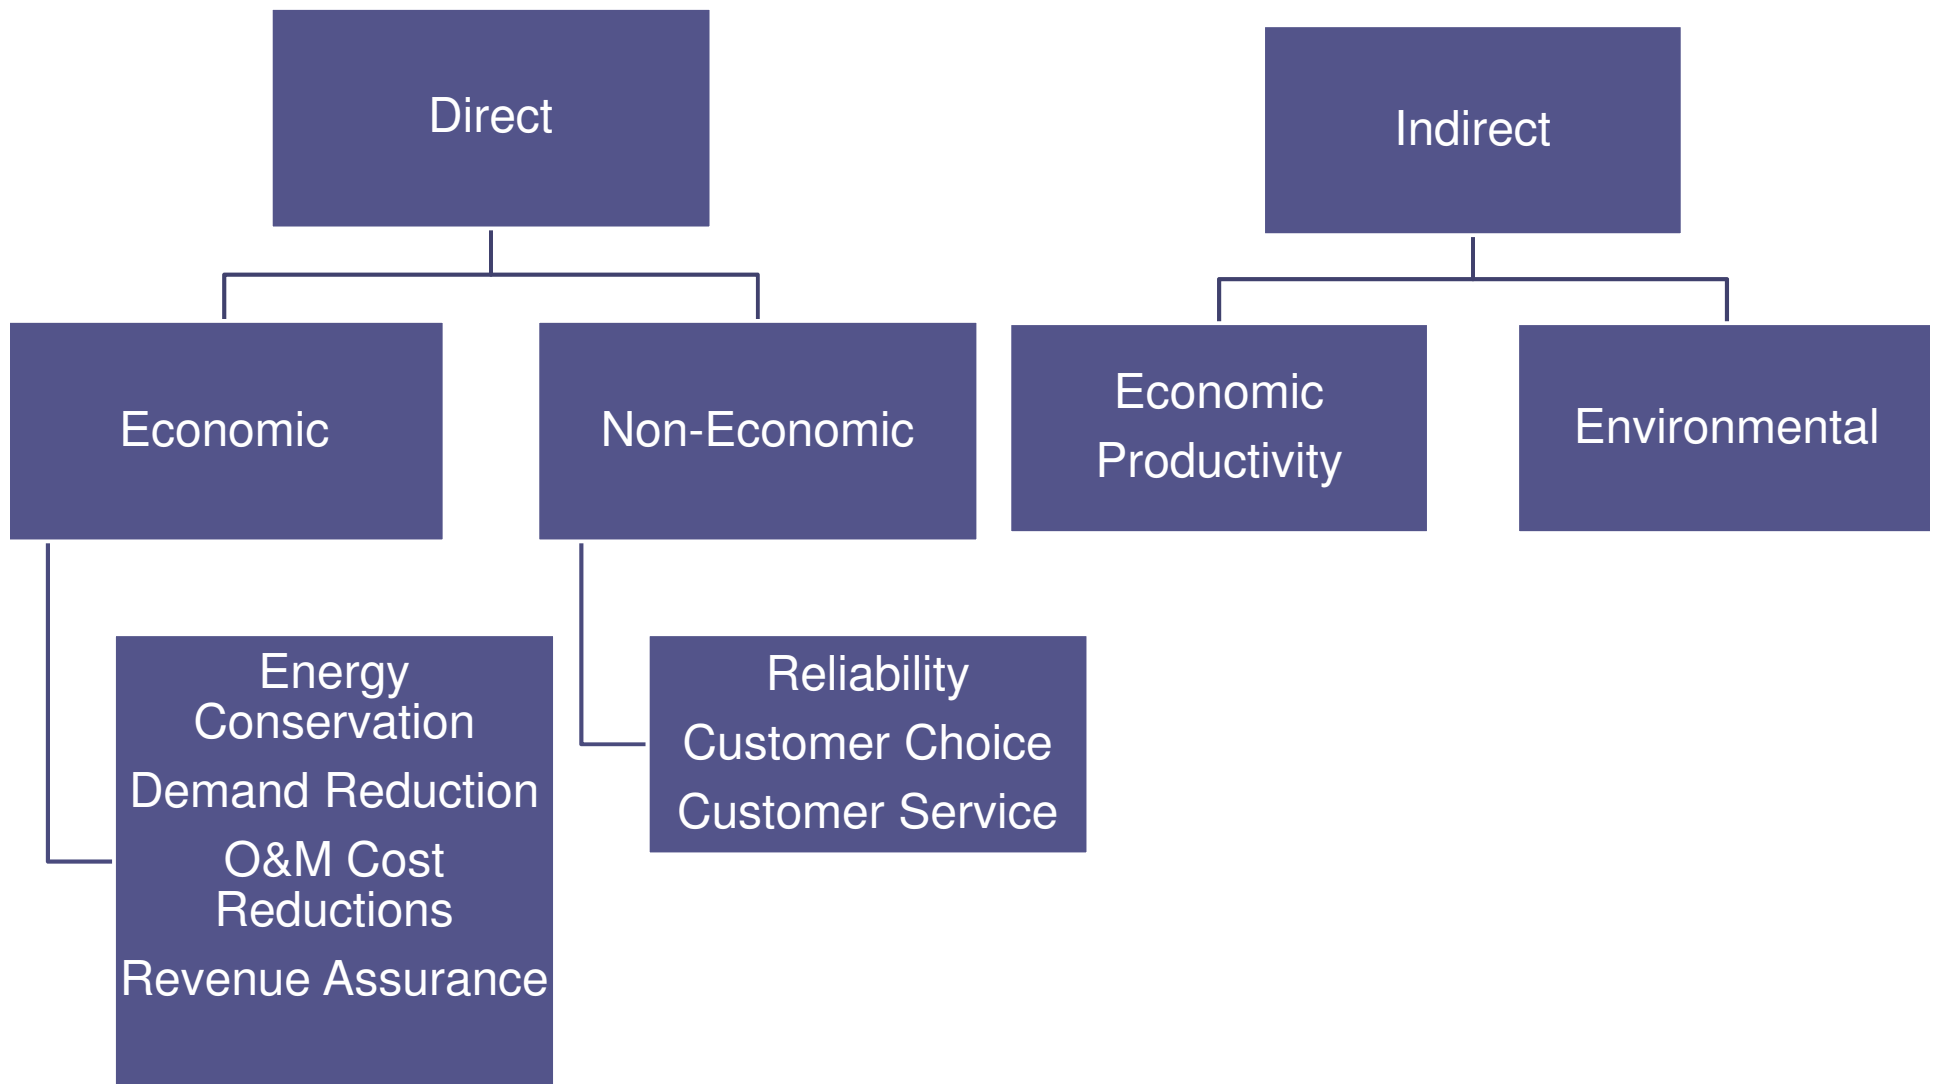 Direct
Indirect
Economic
Non-Economic
Economic
Productivity
Environmental
Energy
Conservation
Demand Reduction
O&M Cost
Reductions
Revenue Assurance
Reliability
Customer Choice
Customer Service